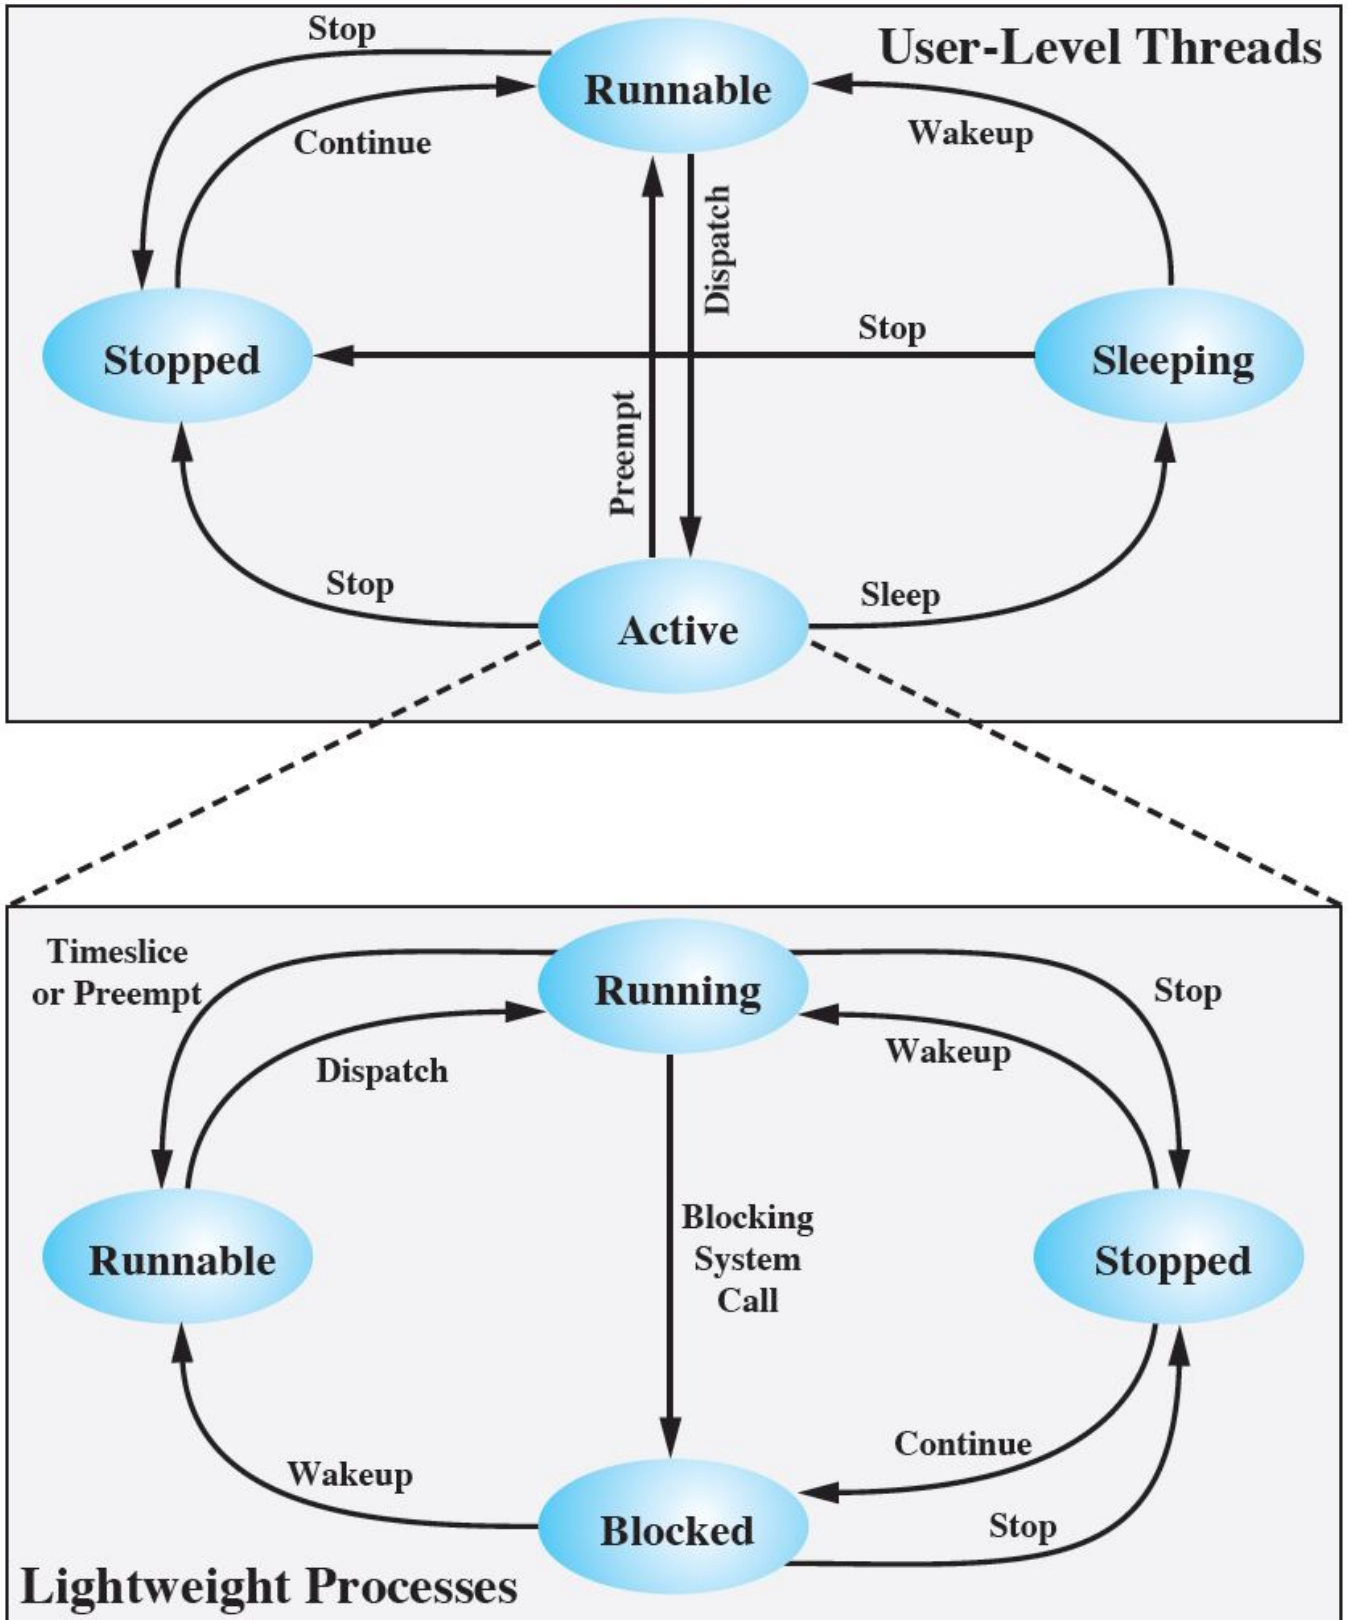 Stop
User-Level Threads
Runnable
Continue
Wakeup
Dispatch
Stop
Stopped
Sleeping
Preempt
Stop
Sleep
Active
Timeslice
or Preempt
Running
Stop
Wakeup
Dispatch
Blocking
System
Call
Runnable
Stopped
Continue
Wakeup
Stop
Blocked
Lightweight Processes